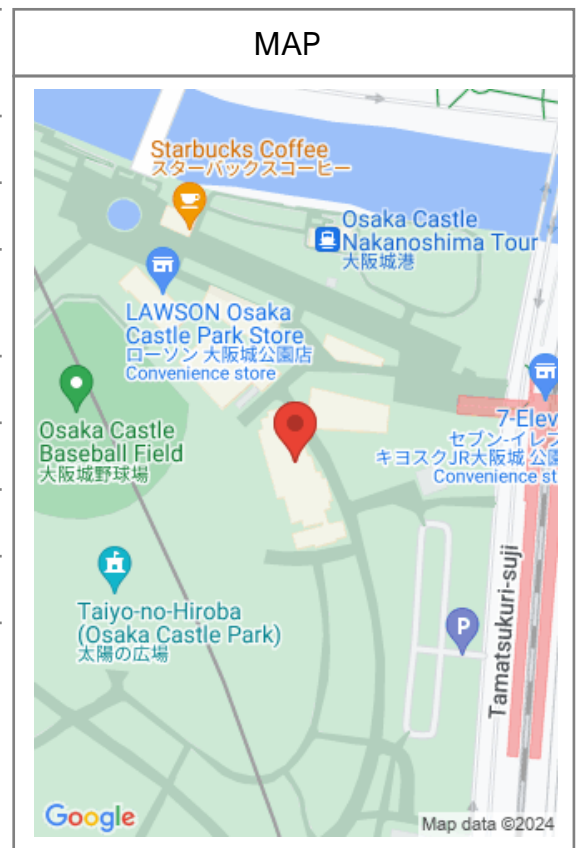 MAP
Starbucks Coffee
スターバックスコーヒー
Osaka Castle
Nakanoshima Tour
大阪城港
LAWSON Osaka
Castle Park Store
ローソン 大阪城公園店
Convenience store
7-Elev
セブン-イレブ
キヨスクJR大阪城 公園
Convenience st
Osaka Castle
Baseball Field
大阪城野球場
Taiyo-no-Hiroba
(Osaka Castle Park)
太陽の広場
P
Tamatsukuri-suji
Google
Map data ©2024